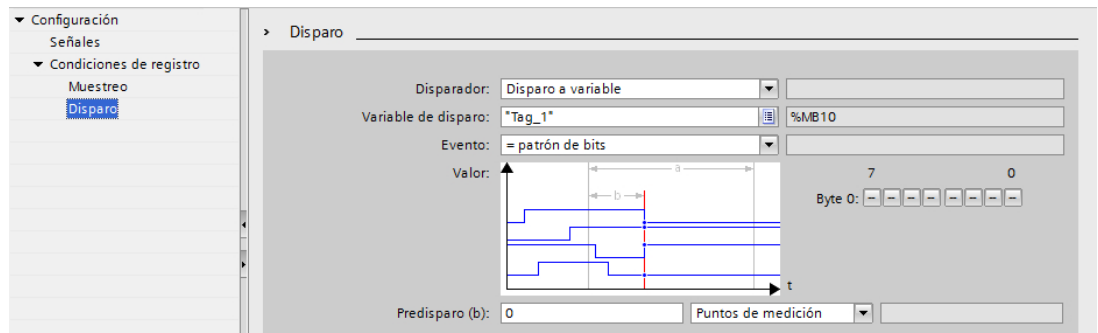 Configuración
Señales
Condiciones de registro
Muestreo
Disparo
> Disparo
Disparador: Disparo a variable
Variable de disparo: "Tag_1" %MB10
Evento: = patrón de bits
Valor: a 7 0
b Byte 0: - - - - - - - -
t
Predisparo (b): 0 Puntos de medición